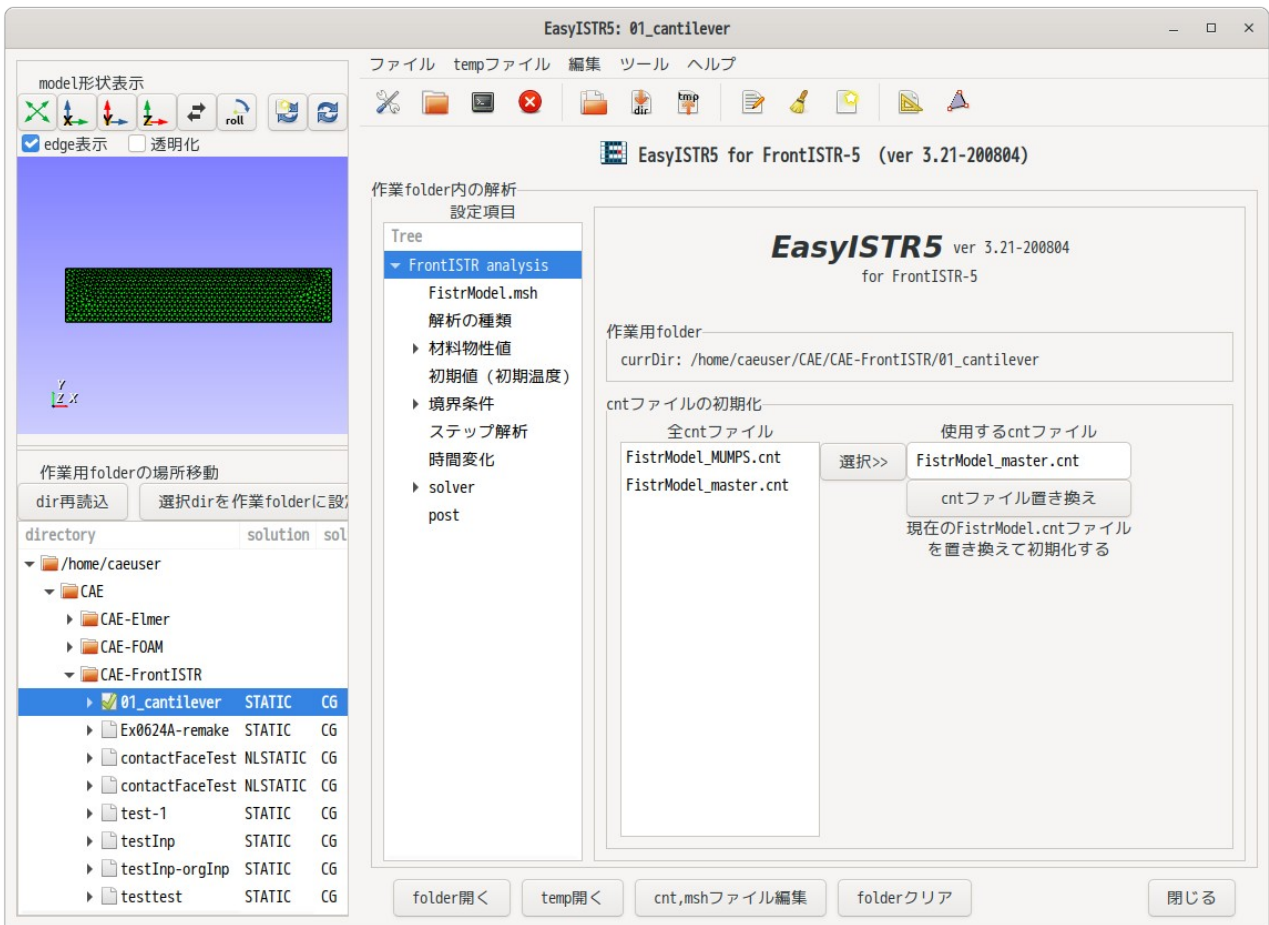 EasyISTR5: 01_cantilever
model形状表示
X
Y
Z
roll
edge表示
透明化
Y
Z X
作業用folderの場所移動
dir再読込
選択dirを作業folderに設
directory solution sol
/home/caeuser
CAE
CAE-Elmer
CAE-FOAM
CAE-FrontISTR
01_cantilever STATIC CG
Ex0624A-remake STATIC CG
contactFaceTest NLSTATIC CG
contactFaceTest NLSTATIC CG
test-1 STATIC CG
testInp STATIC CG
testInp-orgInp STATIC CG
testtest STATIC CG
ファイル tempファイル 編集 ツール ヘルプ
dir
tmp
EasyISTR5 for FrontISTR-5 (ver 3.21-200804)
作業folder内の解析
設定項目
Tree
FrontISTR analysis
FistrModel.msh
解析の種類
材料物性値
初期値（初期温度）
境界条件
ステップ解析
時間変化
solver
post
EasyISTR5 ver 3.21-200804
for FrontISTR-5
作業用folder
currDir: /home/caeuser/CAE/CAE-FrontISTR/01_cantilever
cntファイルの初期化
全cntファイル
FistrModel_MUMPS.cnt
FistrModel_master.cnt
選択>>
使用するcntファイル
FistrModel_master.cnt
cntファイル置き換え
現在のFistrModel.cntファイル
を置き換えて初期化する
folder開く
temp開く
cnt,mshファイル編集
folderクリア
閉じる